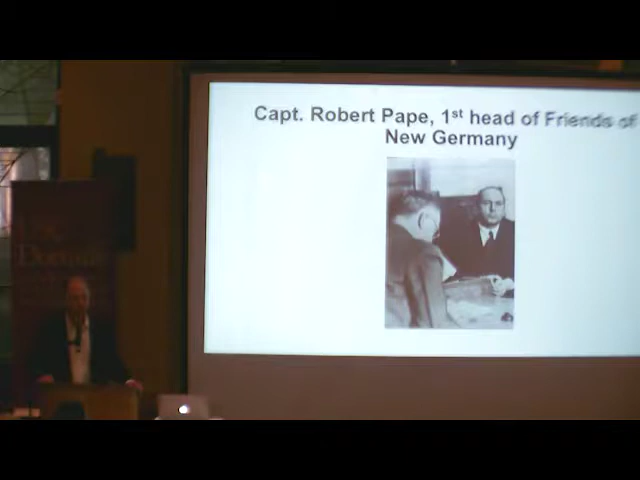 Capt. Robert Pape, 1st head of Friends of
New Germany